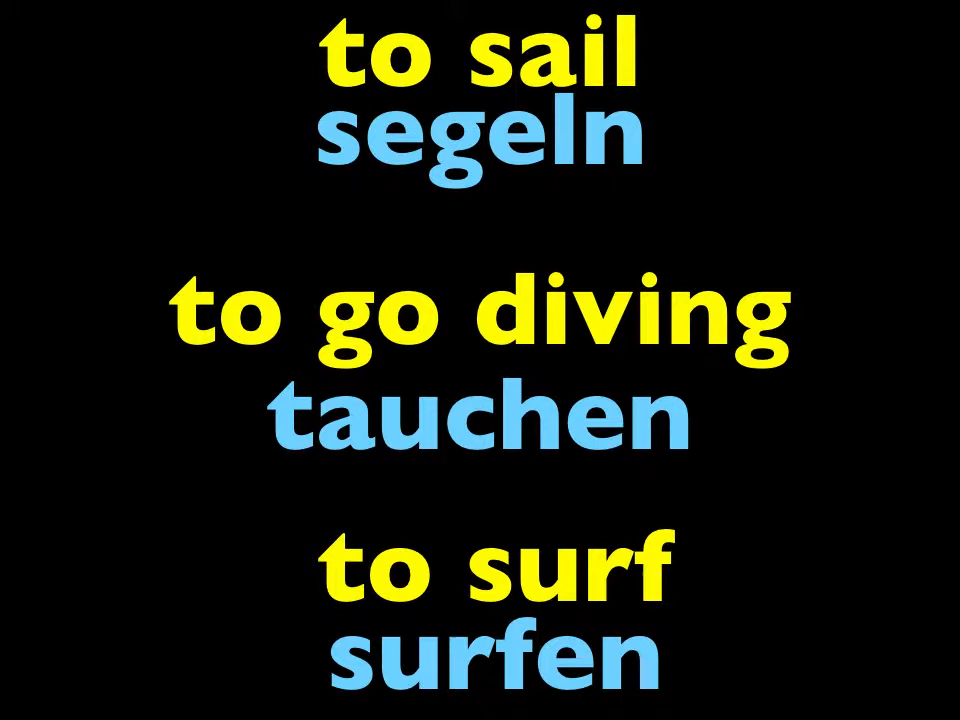 to sail
segeln
to go diving
tauchen
to surf
surfen